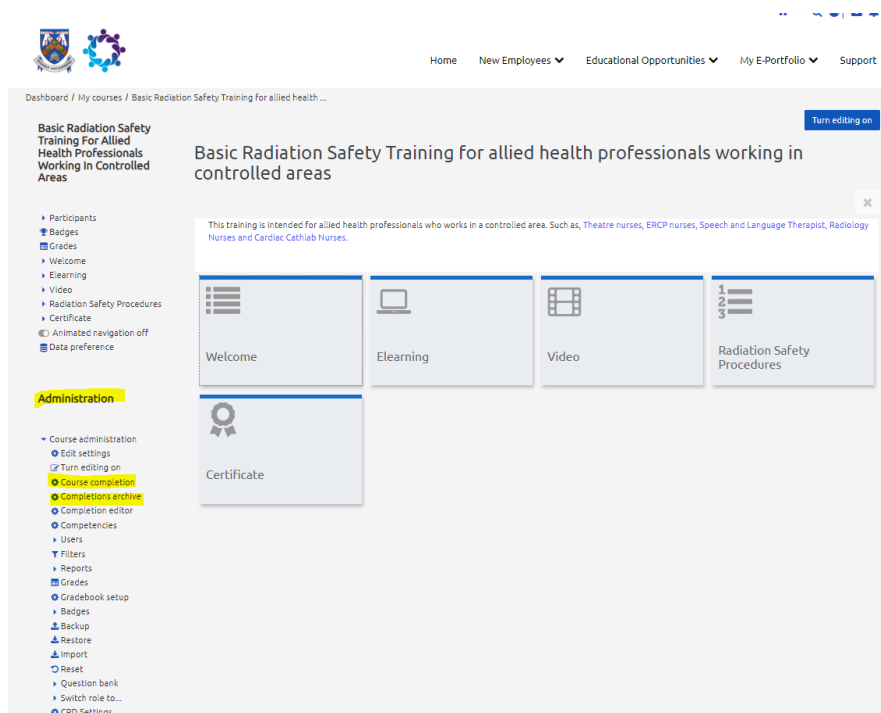 Home New Employees Educational Opportunities My E-Portfolio Support
Dashboard / My courses / Basic Radiation Safety Training for allied health ...
Turn editing on
Basic Radiation Safety
Training For Allied
Health Professionals
Working In Controlled
Areas
Participants
Badges
Grades
Welcome
Elearning
Video
Radiation Safety Procedures
Certificate
Animated navigation off
Data preference
Administration
Course administration
Edit settings
Turn editing on
Course completion
Completions archive
Completion editor
Competencies
Users
Filters
Reports
Grades
Gradebook setup
Badges
Backup
Restore
Import
Reset
Question bank
Switch role to...
CPD Settings
Basic Radiation Safety Training for allied health professionals working in
controlled areas
This training is intended for allied health professionals who works in a controlled area. Such as, Theatre nurses, ERCP nurses, Speech and Language Therapist, Radiology
Nurses and Cardiac Cathlab Nurses.
Welcome
Elearning
Video
1
2
3
Radiation Safety
Procedures
Certificate